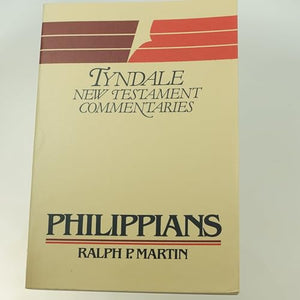 TYNDALE
NEW TESTAMENT
COMMENTARIES
PHILIPPIANS
RALPH P. MARTIN